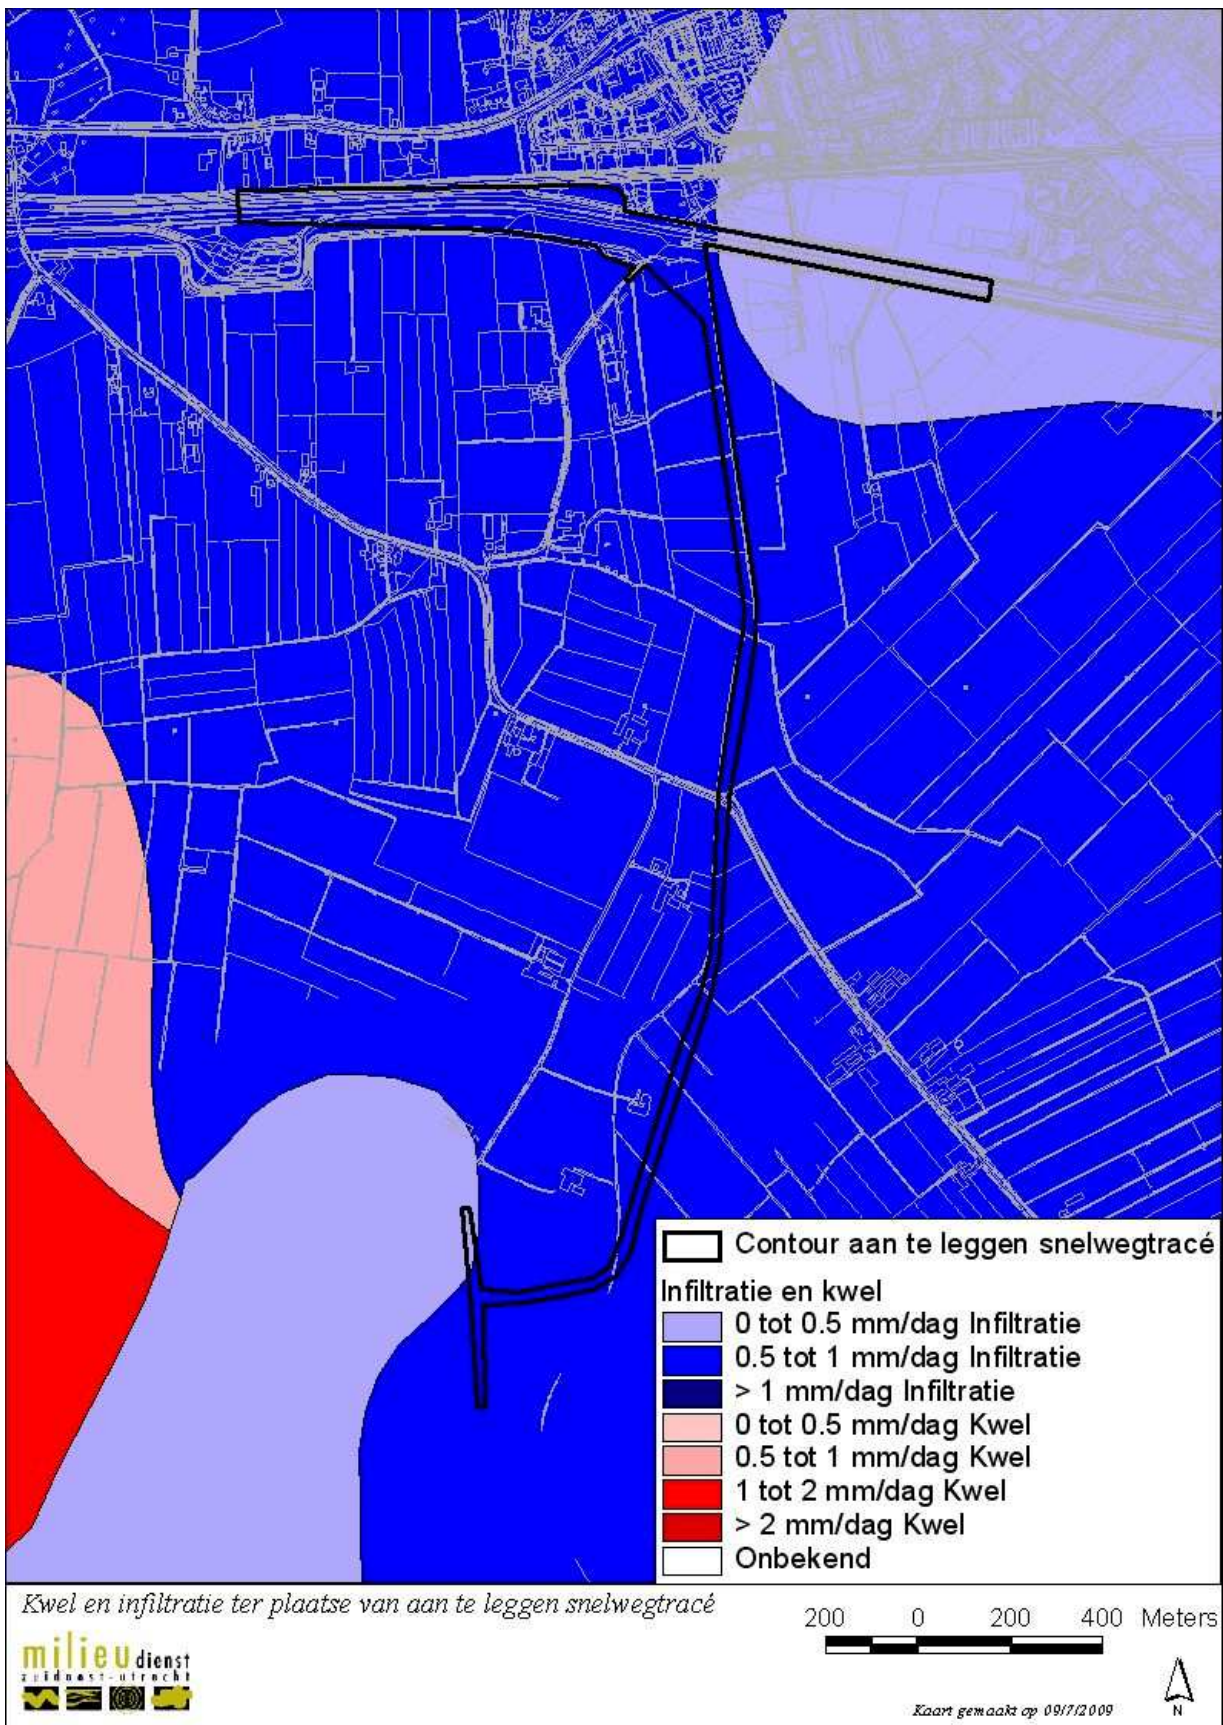 Contour aan te leggen snelwegtracé
Infiltratie en kwel
0 tot 0.5 mm/dag Infiltratie
0.5 tot 1 mm/dag Infiltratie
> 1 mm/dag Infiltratie
0 tot 0.5 mm/dag Kwel
0.5 tot 1 mm/dag Kwel
1 tot 2 mm/dag Kwel
> 2 mm/dag Kwel
Onbekend
Kwel en infiltratie ter plaatse van aan te leggen snelwegtracé
200 0 200 400 Meters
milieudienst
zuidoost-utrecht
Kaart gemaakt op 09/7/2009
N